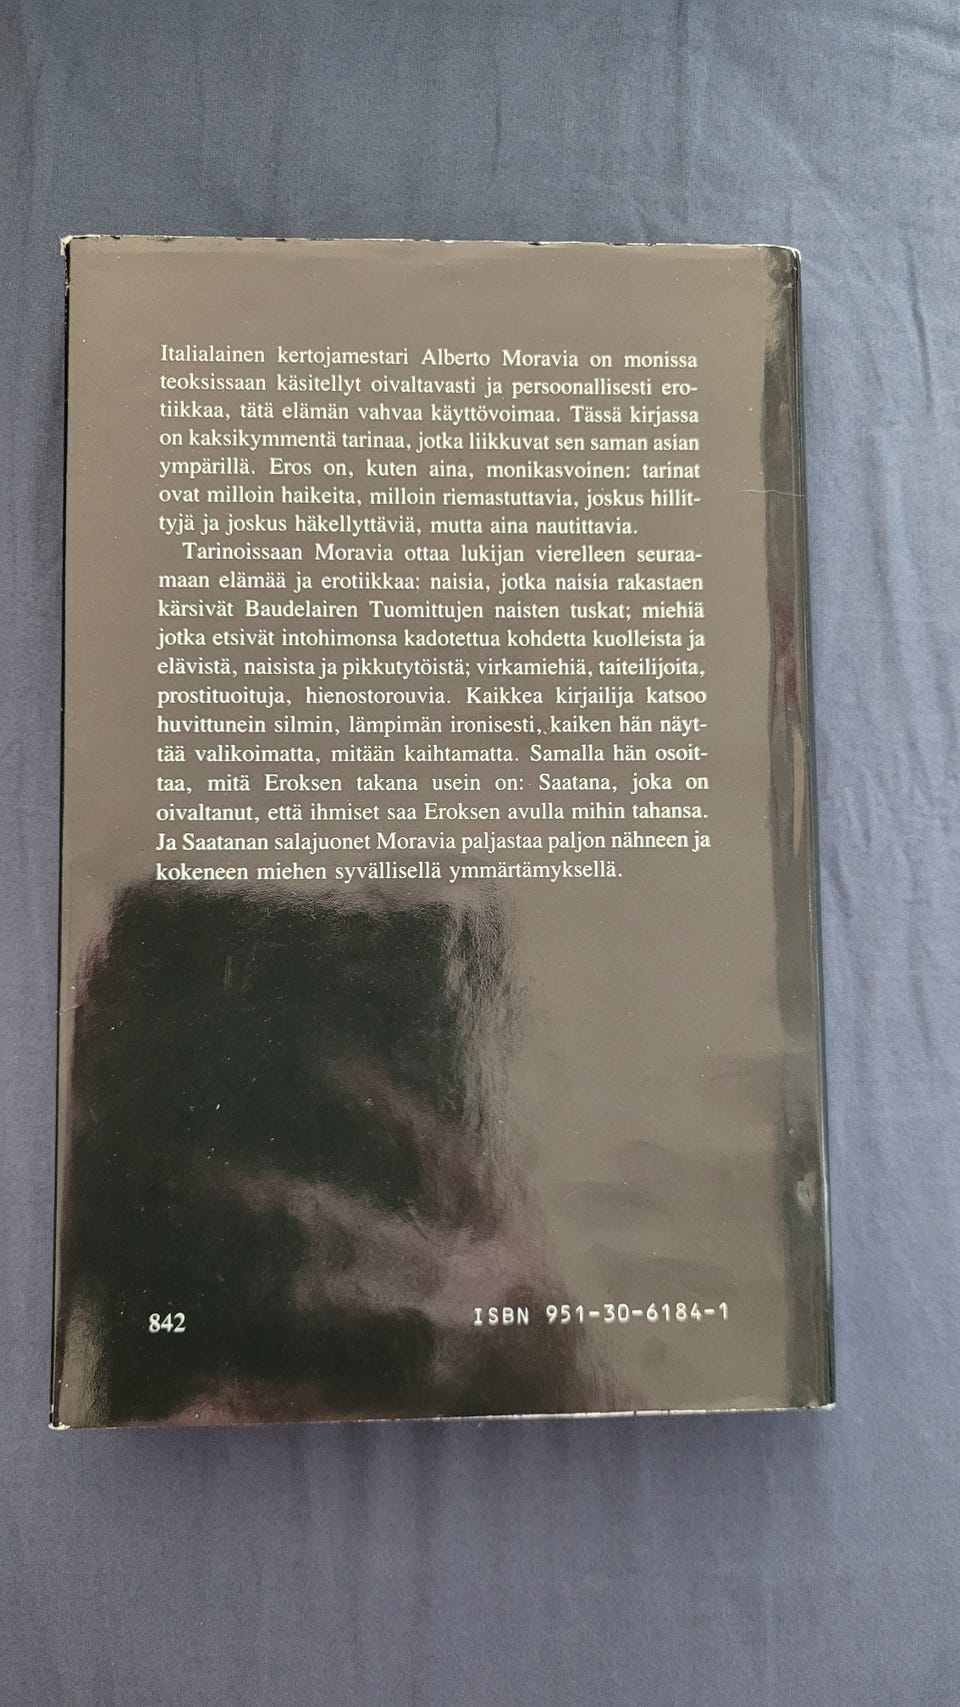 Italialainen kertojamestari Alberto Moravia on monissa
teoksissaan käsitellyt oivaltavasti ja persoonallisesti ero-
tiikkaa, tätä elämän vahvaa käyttövoimaa. Tässä kirjassa
on kaksikymmentä tarinaa, jotka liikkuvat sen saman asian
ympärillä. Eros on, kuten aina, monikasvoinen: tarinat
ovat milloin haikeita, milloin riemastuttavia, joskus hillit-
tyjä ja joskus häkellyttäviä, mutta aina nautittavia.
Tarinoissaan Moravia ottaa lukijan vierelleen seuraa-
maan elämää ja erotiikkaa: naisia, jotka naisia rakastaen
kärsivät Baudelairen Tuomittujen naisten tuskat; miehiä
jotka etsivät intohimonsa kadotettua kohdetta kuolleista ja
elävistä, naisista ja pikkutytöistä; virkamiehiä, taiteilijoita,
prostituoituja, hienostorouvia. Kaikkea kirjailija katsoo
huvittunein silmin, lämpimän ironisesti, kaiken hän näyt-
tää valikoimatta, mitään kaihtamatta. Samalla hän osoit-
taa, mitä Eroksen takana usein on: Saatana, joka on
oivaltanut, että ihmiset saa Eroksen avulla mihin tahansa.
Ja Saatanan salajuonet Moravia paljastaa paljon nähneen ja
kokeneen miehen syvällisellä ymmärtämyksellä.
842
ISBN 951-30-6184-1